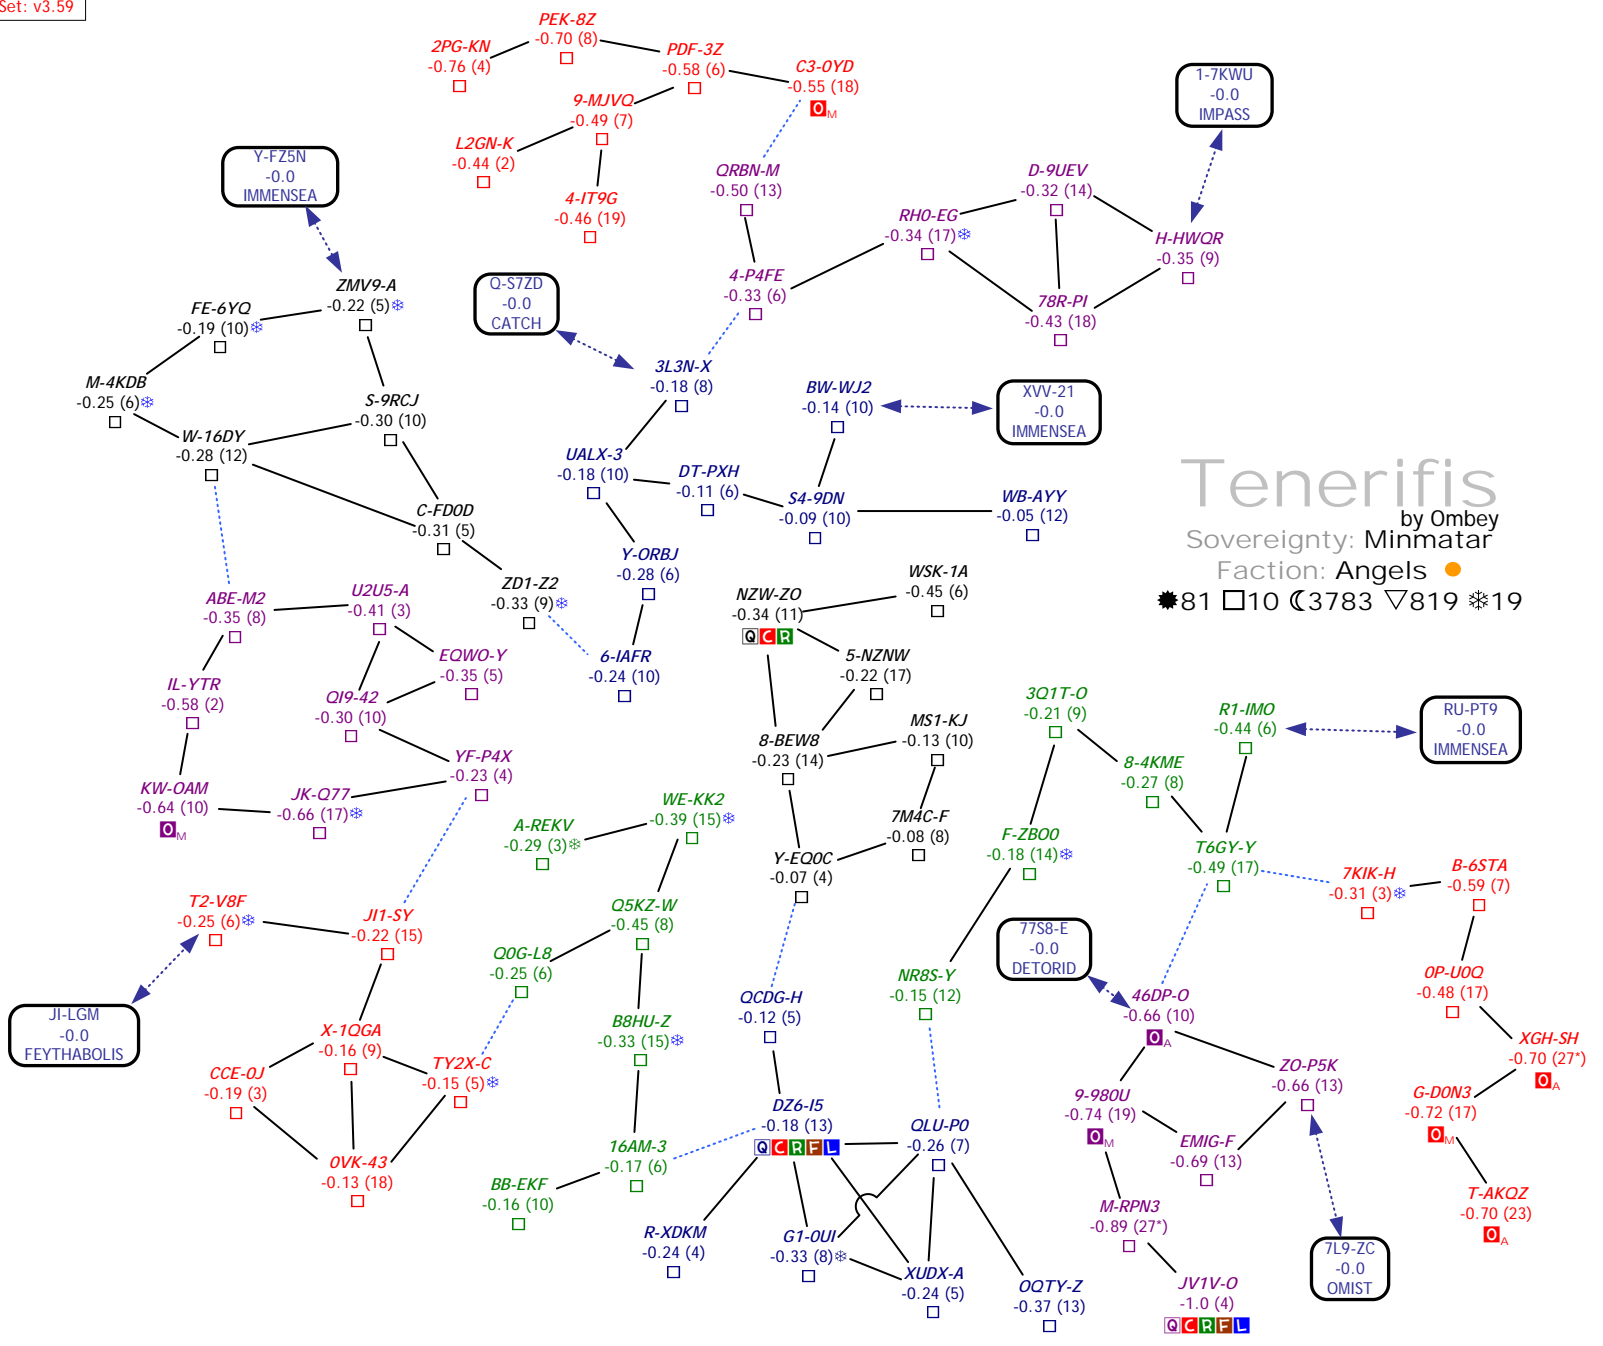 Set: v3.59
PEK-8Z
-0.70 (8)
2PG-KN
-0.76 (4)
PDF-3Z
-0.58 (6)
C3-0YD
-0.55 (18)
O M
9-MJVQ
-0.49 (7)
L2GN-K
-0.44 (2)
4-IT9G
-0.46 (19)
1-7KWU
-0.0
IMPASS
Y-FZ5N
-0.0
IMMENSEA
QRBN-M
-0.50 (13)
D-9UEV
-0.32 (14)
RH0-EG
-0.34 (17)
H-HWQR
-0.35 (9)
4-P4FE
-0.33 (6)
78R-PI
-0.43 (18)
Q-S7ZD
-0.0
CATCH
ZMV9-A
-0.22 (5)
FE-6YQ
-0.19 (10)
M-4KDB
-0.25 (6)
S-9RCJ
-0.30 (10)
W-16DY
-0.28 (12)
3L3N-X
-0.18 (8)
BW-WJ2
-0.14 (10)
XVV-21
-0.0
IMMENSEA
UALX-3
-0.18 (10)
DT-PXH
-0.11 (6)
S4-9DN
-0.09 (10)
WB-AYY
-0.05 (12)
Tenerifis
by Ombey
Sovereignty: Minmatar
Faction: Angels
81 10 3783 819 19
C-FD0D
-0.31 (5)
ZD1-Z2
-0.33 (9)
Y-ORBJ
-0.28 (6)
6-IAFR
-0.24 (10)
NZW-ZO
-0.34 (11)
Q C R
WSK-1A
-0.45 (6)
5-NZNW
-0.22 (17)
ABE-M2
-0.35 (8)
U2U5-A
-0.41 (3)
EQWO-Y
-0.35 (5)
IL-YTR
-0.58 (2)
QI9-42
-0.30 (10)
YF-P4X
-0.23 (4)
KW-OAM
-0.64 (10)
O M
JK-Q77
-0.66 (17)
8-BEW8
-0.23 (14)
MS1-KJ
-0.13 (10)
7M4C-F
-0.08 (8)
Y-EQ0C
-0.07 (4)
3Q1T-O
-0.21 (9)
R1-IMO
-0.44 (6)
RU-PT9
-0.0
IMMENSEA
8-4KME
-0.27 (8)
F-ZBO0
-0.18 (14)
T6GY-Y
-0.49 (17)
7KIK-H
-0.31 (3)
B-6STA
-0.59 (7)
WE-KK2
-0.39 (15)
A-REKV
-0.29 (3)
T2-V8F
-0.25 (6)
JI1-SY
-0.22 (15)
Q5KZ-W
-0.45 (8)
Q0G-L8
-0.25 (6)
77S8-E
-0.0
DETORID
NR8S-Y
-0.15 (12)
0P-U0Q
-0.48 (17)
JI-LGM
-0.0
FEYTHABOLIS
QCDG-H
-0.12 (5)
46DP-O
-0.66 (10)
O A
X-1QGA
-0.16 (9)
B8HU-Z
-0.33 (15)
XGH-SH
-0.70 (27*)
O A
CCE-0J
-0.19 (3)
TY2X-C
-0.15 (5)
ZO-P5K
-0.66 (13)
9-980U
-0.74 (19)
O M
G-D0N3
-0.72 (17)
O M
DZ6-I5
-0.18 (13)
Q C R F L
QLU-P0
-0.26 (7)
EMIG-F
-0.69 (13)
0VK-43
-0.13 (18)
16AM-3
-0.17 (6)
BB-EKF
-0.16 (10)
R-XDKM
-0.24 (4)
G1-0UI
-0.33 (8)
XUDX-A
-0.24 (5)
OQTY-Z
-0.37 (13)
M-RPN3
-0.89 (27*)
T-AKQZ
-0.70 (23)
O A
7L9-ZC
-0.0
OMIST
JV1V-O
-1.0 (4)
Q C R F L